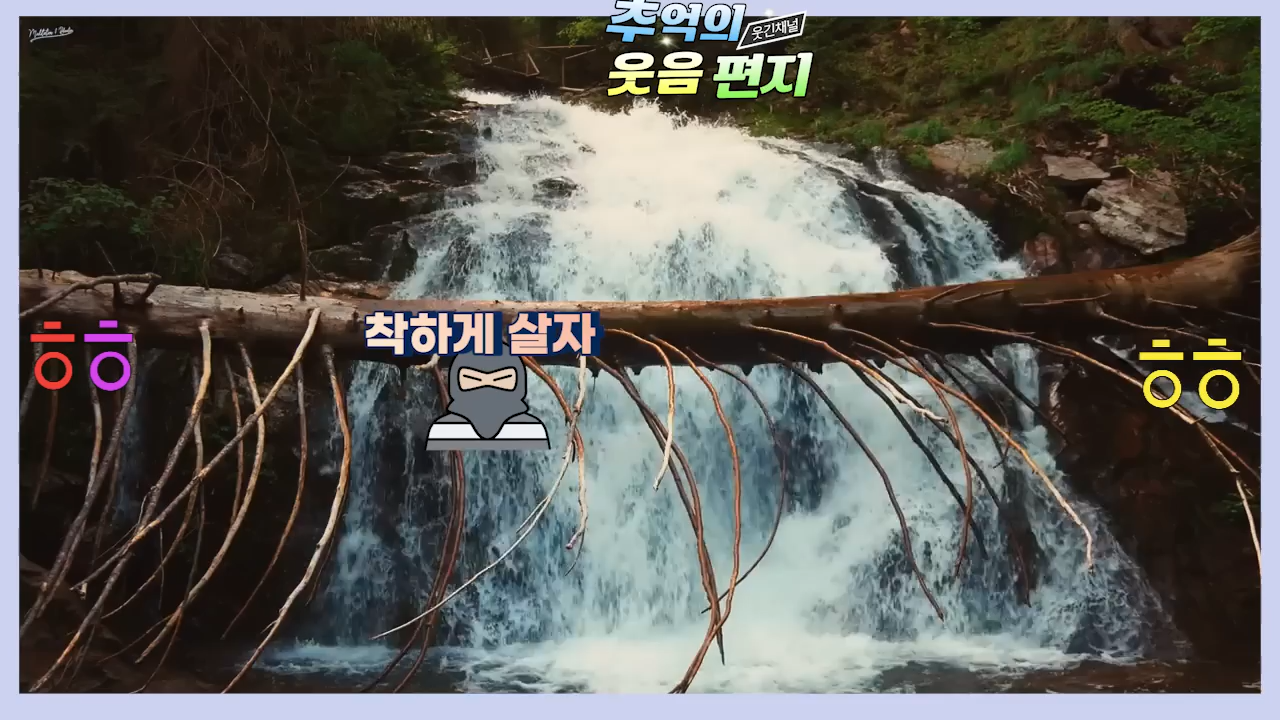 추억의
웃긴채널
웃음 편지
착하게 살자
ㅎㅎ
ㅎㅎ